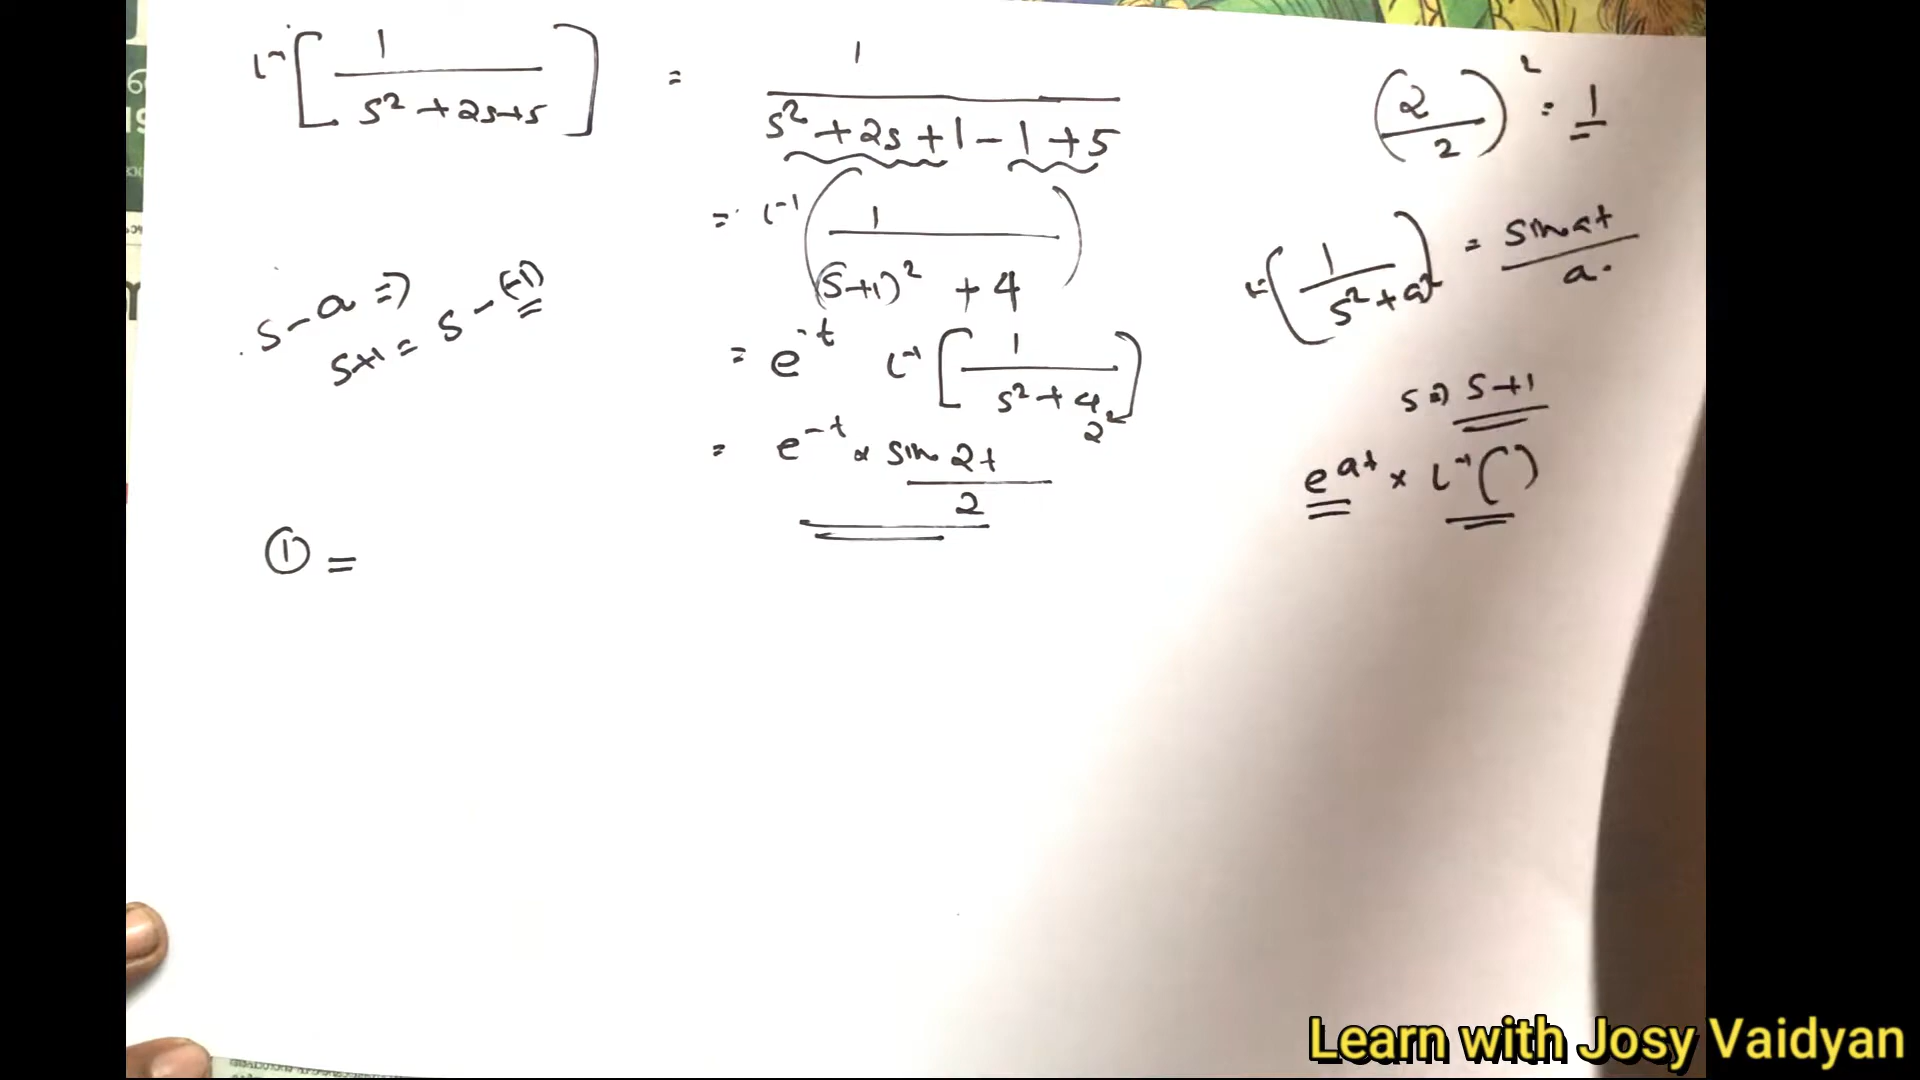 L⁻¹[1/(s² + 2s + 5)] = 1/(s² + 2s + 1 - 1 + 5)
(2/2)² = 1
= L⁻¹(1/((s+1)² + 4))
L⁻¹[1/(s² + a²)] = sin at/a.
s - a ⇒
s+1 = s - (-1)
= e^-t L⁻¹[1/(s² + 4)]
2²
s ⇒ s + 1
= e^-t × sin 2t/2
e^at × L⁻¹( )
① =
Learn with Josy Vaidyan